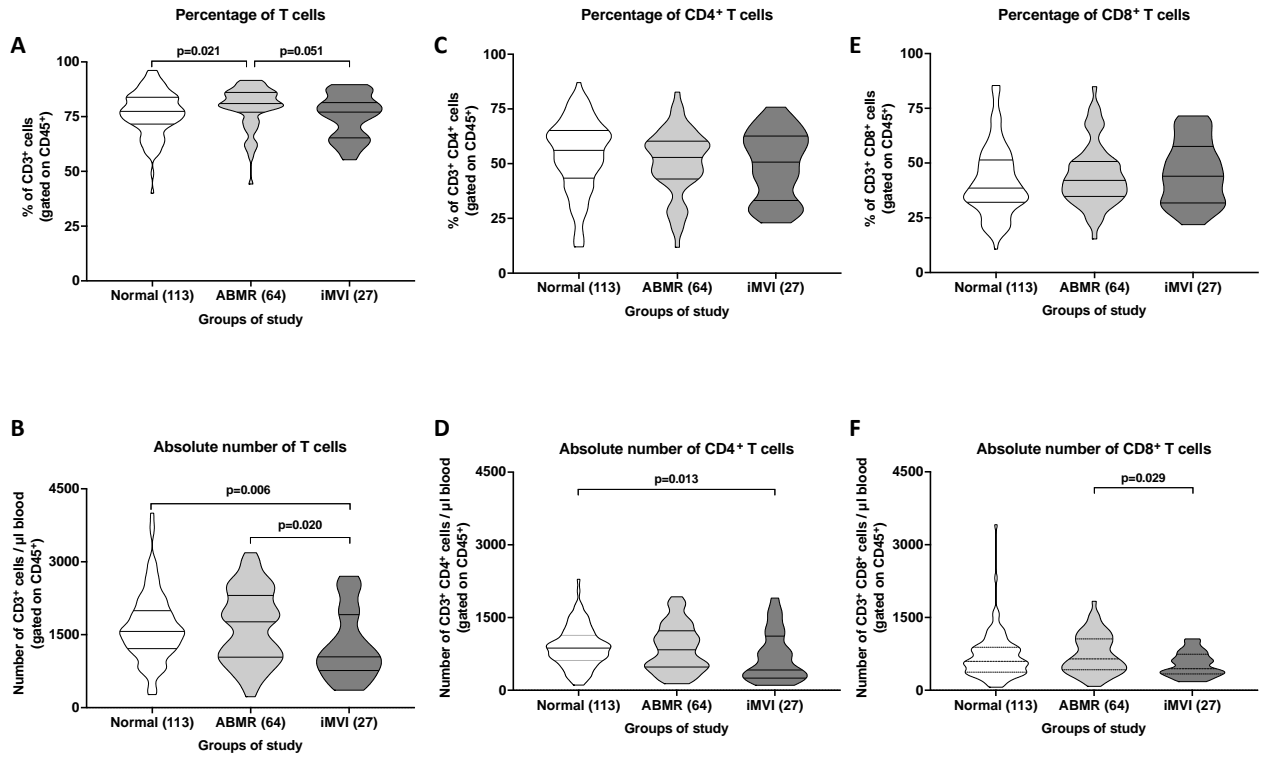 A
Percentage of T cells
p=0.021
p=0.051
% of CD3⁺ cells
(gated on CD45⁺)
100
75
50
25
0
Normal (113)
ABMR (64)
iMVI (27)
Groups of study
C
Percentage of CD4⁺ T cells
% of CD3⁺ CD4⁺ cells
(gated on CD45⁺)
100
75
50
25
0
Normal (113)
ABMR (64)
iMVI (27)
Groups of study
E
Percentage of CD8⁺ T cells
% of CD3⁺ CD8⁺ cells
(gated on CD45⁺)
100
75
50
25
0
Normal (113)
ABMR (64)
iMVI (27)
Groups of study
B
Absolute number of T cells
p=0.006
p=0.020
Number of CD3⁺ cells / µl blood
(gated on CD45⁺)
4500
3000
1500
0
Normal (113)
ABMR (64)
iMVI (27)
Groups of study
D
Absolute number of CD4⁺ T cells
p=0.013
Number of CD3⁺ CD4⁺ cells / µl blood
(gated on CD45⁺)
4500
3000
1500
0
Normal (113)
ABMR (64)
iMVI (27)
Groups of study
F
Absolute number of CD8⁺ T cells
p=0.029
Number of CD3⁺ CD8⁺ cells / µl blood
(gated on CD45⁺)
4500
3000
1500
0
Normal (113)
ABMR (64)
iMVI (27)
Groups of study